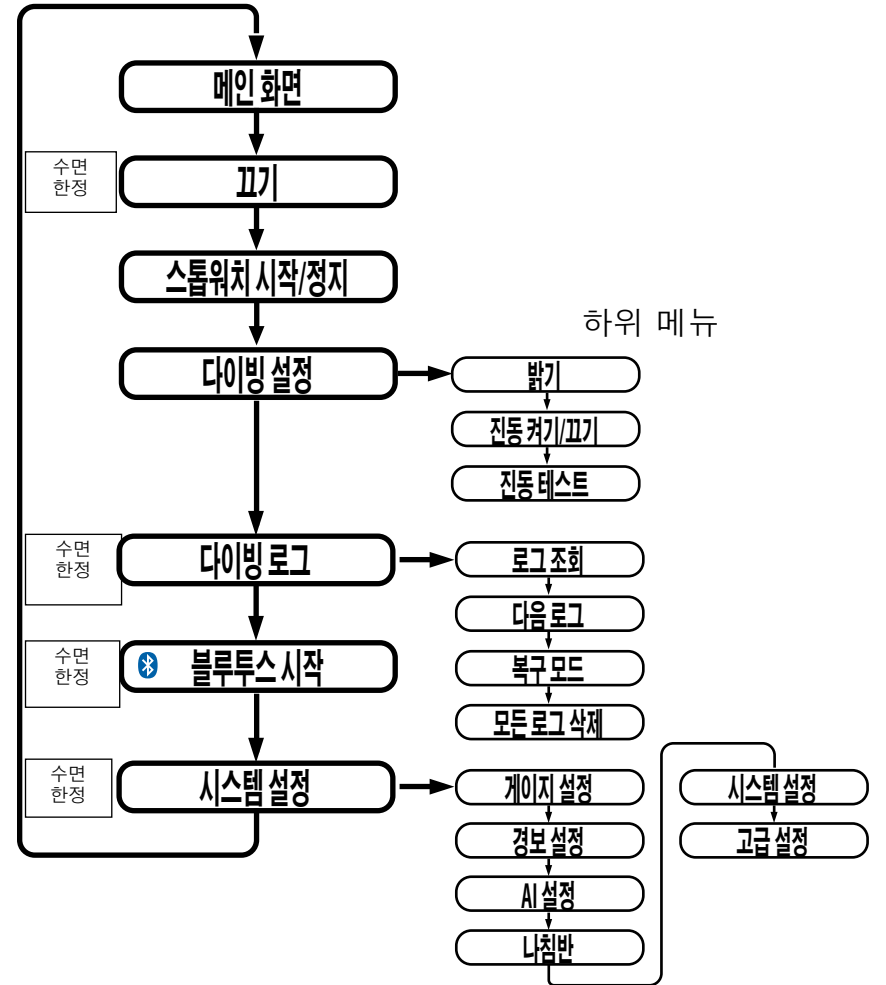 메인 화면
수면
한정
끄기
스톱워치 시작/정지
하위 메뉴
다이빙 설정
밝기
진동 켜기/끄기
진동 테스트
수면
한정
다이빙 로그
로그 조회
다음 로그
복구 모드
모든 로그 삭제
수면
한정
블루투스 시작
수면
한정
시스템 설정
게이지 설정
경보 설정
AI 설정
나침반
시스템 설정
고급 설정